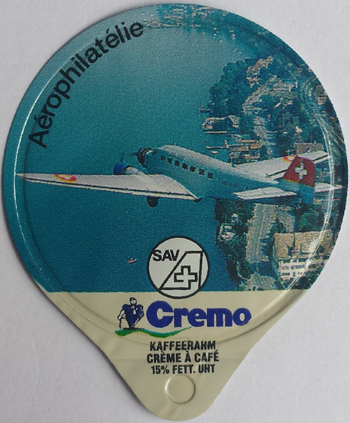 Aérophilatélie
SAV
Cremo
KAFFEERAHM
CRÈME À CAFÉ
15% FETT. UHT